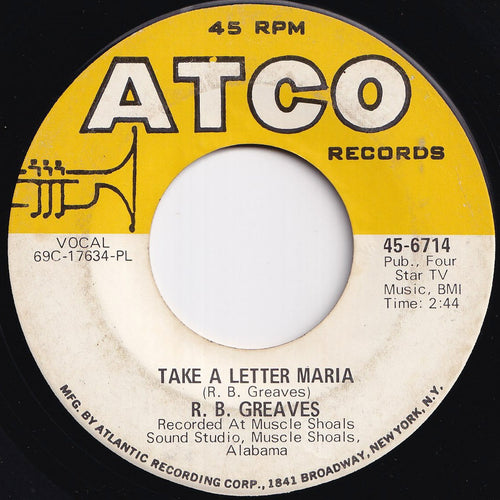 45 RPM
ATCO
RECORDS
VOCAL
69C-17634-PL
45-6714
Pub., Four
Star TV
Music, BMI
Time: 2:44
TAKE A LETTER MARIA
(R. B. Greaves)
R. B. GREAVES
Recorded At Muscle Shoals
Sound Studio, Muscle Shoals,
Alabama
MFG. BY ATLANTIC RECORDING CORP., 1841 BROADWAY, NEW YORK, N.Y.